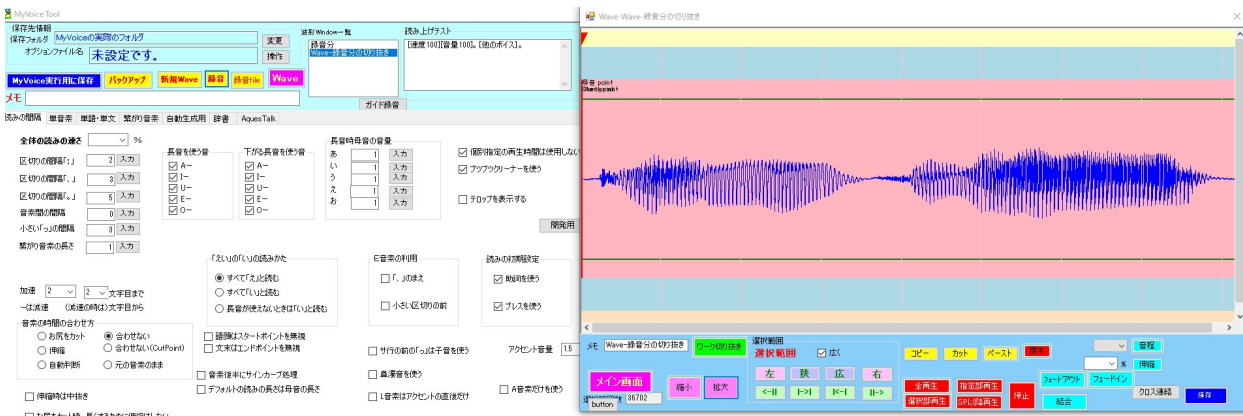 MyVoice Tool
保存先情報
保存フォルダ MyVoiceの実際のフォルダ 変更
オプションファイル名 未設定です。 操作
MyVoice実行用に保存 バックアップ 新規Wave 録音 録音file Wave
メモ
波形Window一覧
録音分
Wave-録音分の切り抜き
読み上げテスト
[速度100][音量100]。[他のボイス]。
ガイド録音
読みの間隔 単音素 単語・単文 繋がり音素 自動生成用 辞書 AquesTalk
全体の読みの速さ %
区切りの間隔「:」 2 入力
区切りの間隔「、」 3 入力
区切りの間隔「。」 5 入力
音素間の間隔 0 入力
小さい「っ」の間隔 3 入力
繋がり音素の長さ 1 入力
長音を使う音
A-
I-
U-
E-
O-
下がる長音を使う音
A-
I-
U-
E-
O-
長音時母音の音量
あ 1 入力
い 1 入力
う 1 入力
え 1 入力
お 1 入力
個別指定の再生時間は使用しない
プツプツクリーナーを使う
テロップを表示する
開発用
加速 2 2 文字目まで
-は減速 (減速の時は)文字目から
「えい」の「い」の読みかた
すべて「え」と読む
すべて「い」と読む
長音が使えないときは「い」と読む
E音素の利用
「、」のまえ
小さい区切りの前
読みの初期設定
助詞を使う
ブレスを使う
音素の時間の合わせ方
お尻をカット 合わせない
伸縮 合わせない(CutPoint)
自動判断 元の音素のまま
伸縮時は中抜き
語頭はスタートポイントを無視
文末はエンドポイントを無視
音素後半にサインカーブ処理
デフォルトの読みの長さは母音の長さ
サ行の前の「っ」は子音を使う
鼻濁音を使う
L音素はアクセントの直後だけ
アクセント音量 1.5
A音素だけを使う
Wave-Wave-録音分の切り抜き
母音 point
メモ Wave-録音分の切り抜き ワーク切り抜き
選択範囲
選択範囲 広く
左 狭 広 右
<-|| |->| |<-| ||->
メイン画面 縮小 拡大
36702
button
コピー カット ペースト
全再生 指定部再生
選択部再生 SP以降再生 停止
音程
% 伸縮
フェードアウト フェードイン
結合 クロス連結 保存